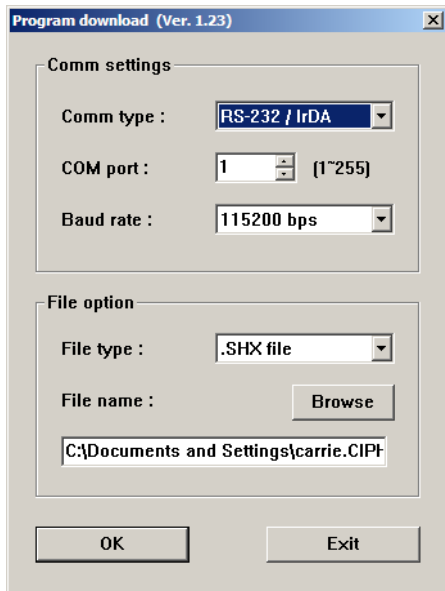 Program download (Ver. 1.23)
Comm settings
Comm type : RS-232 / IrDA
COM port : 1 (1~255)
Baud rate : 115200 bps
File option
File type : .SHX file
File name : Browse
C:\Documents and Settings\carrie.CIPH
OK Exit